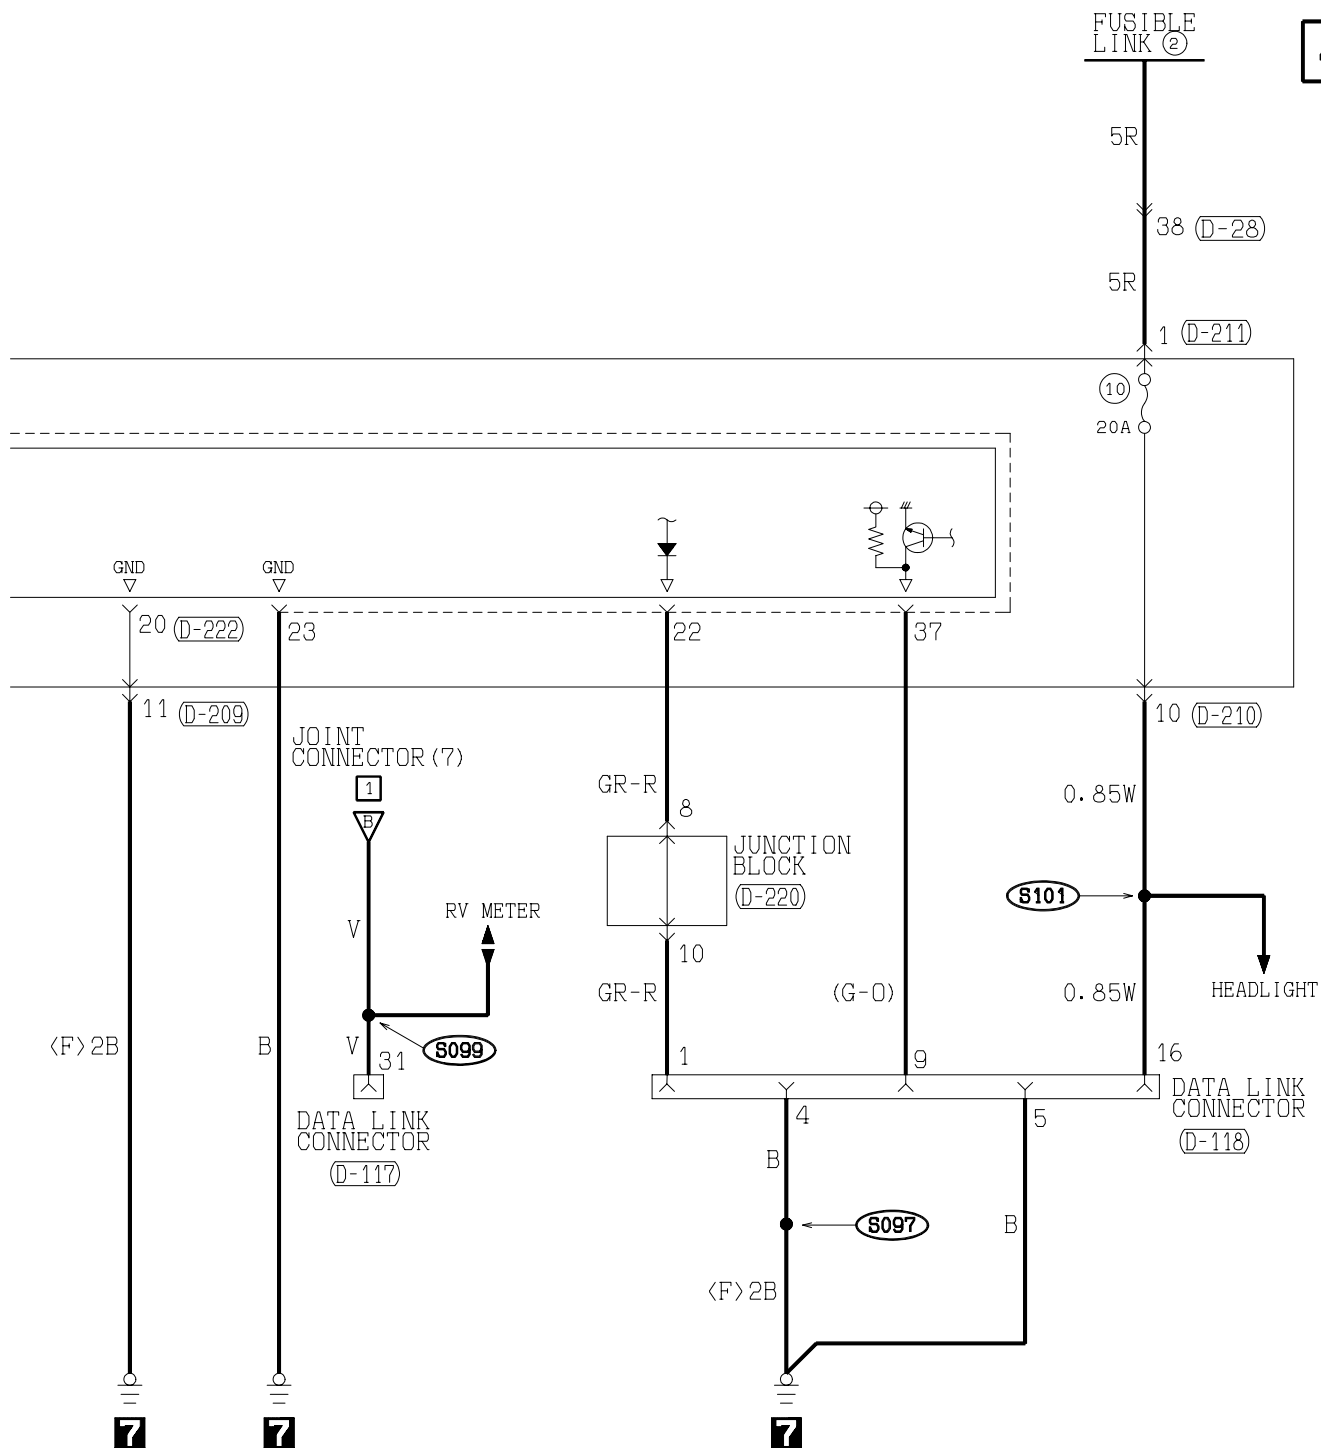 FUSIBLE
LINK ②
5R
38 (D-28)
5R
1 (D-211)
10
20A
GND
GND
20 (D-222)
23
22
37
11 (D-209)
10 (D-210)
JOINT
CONNECTOR(7)
1
B
GR-R
8
0.85W
JUNCTION
BLOCK
(D-220)
S101
RV METER
V
10
GR-R
(G-O)
0.85W
HEADLIGHT
<F>2B
B
V
31
S099
1
9
16
DATA LINK
CONNECTOR
(D-117)
4
5
DATA LINK
CONNECTOR
(D-118)
B
S097
B
<F>2B
7
7
7